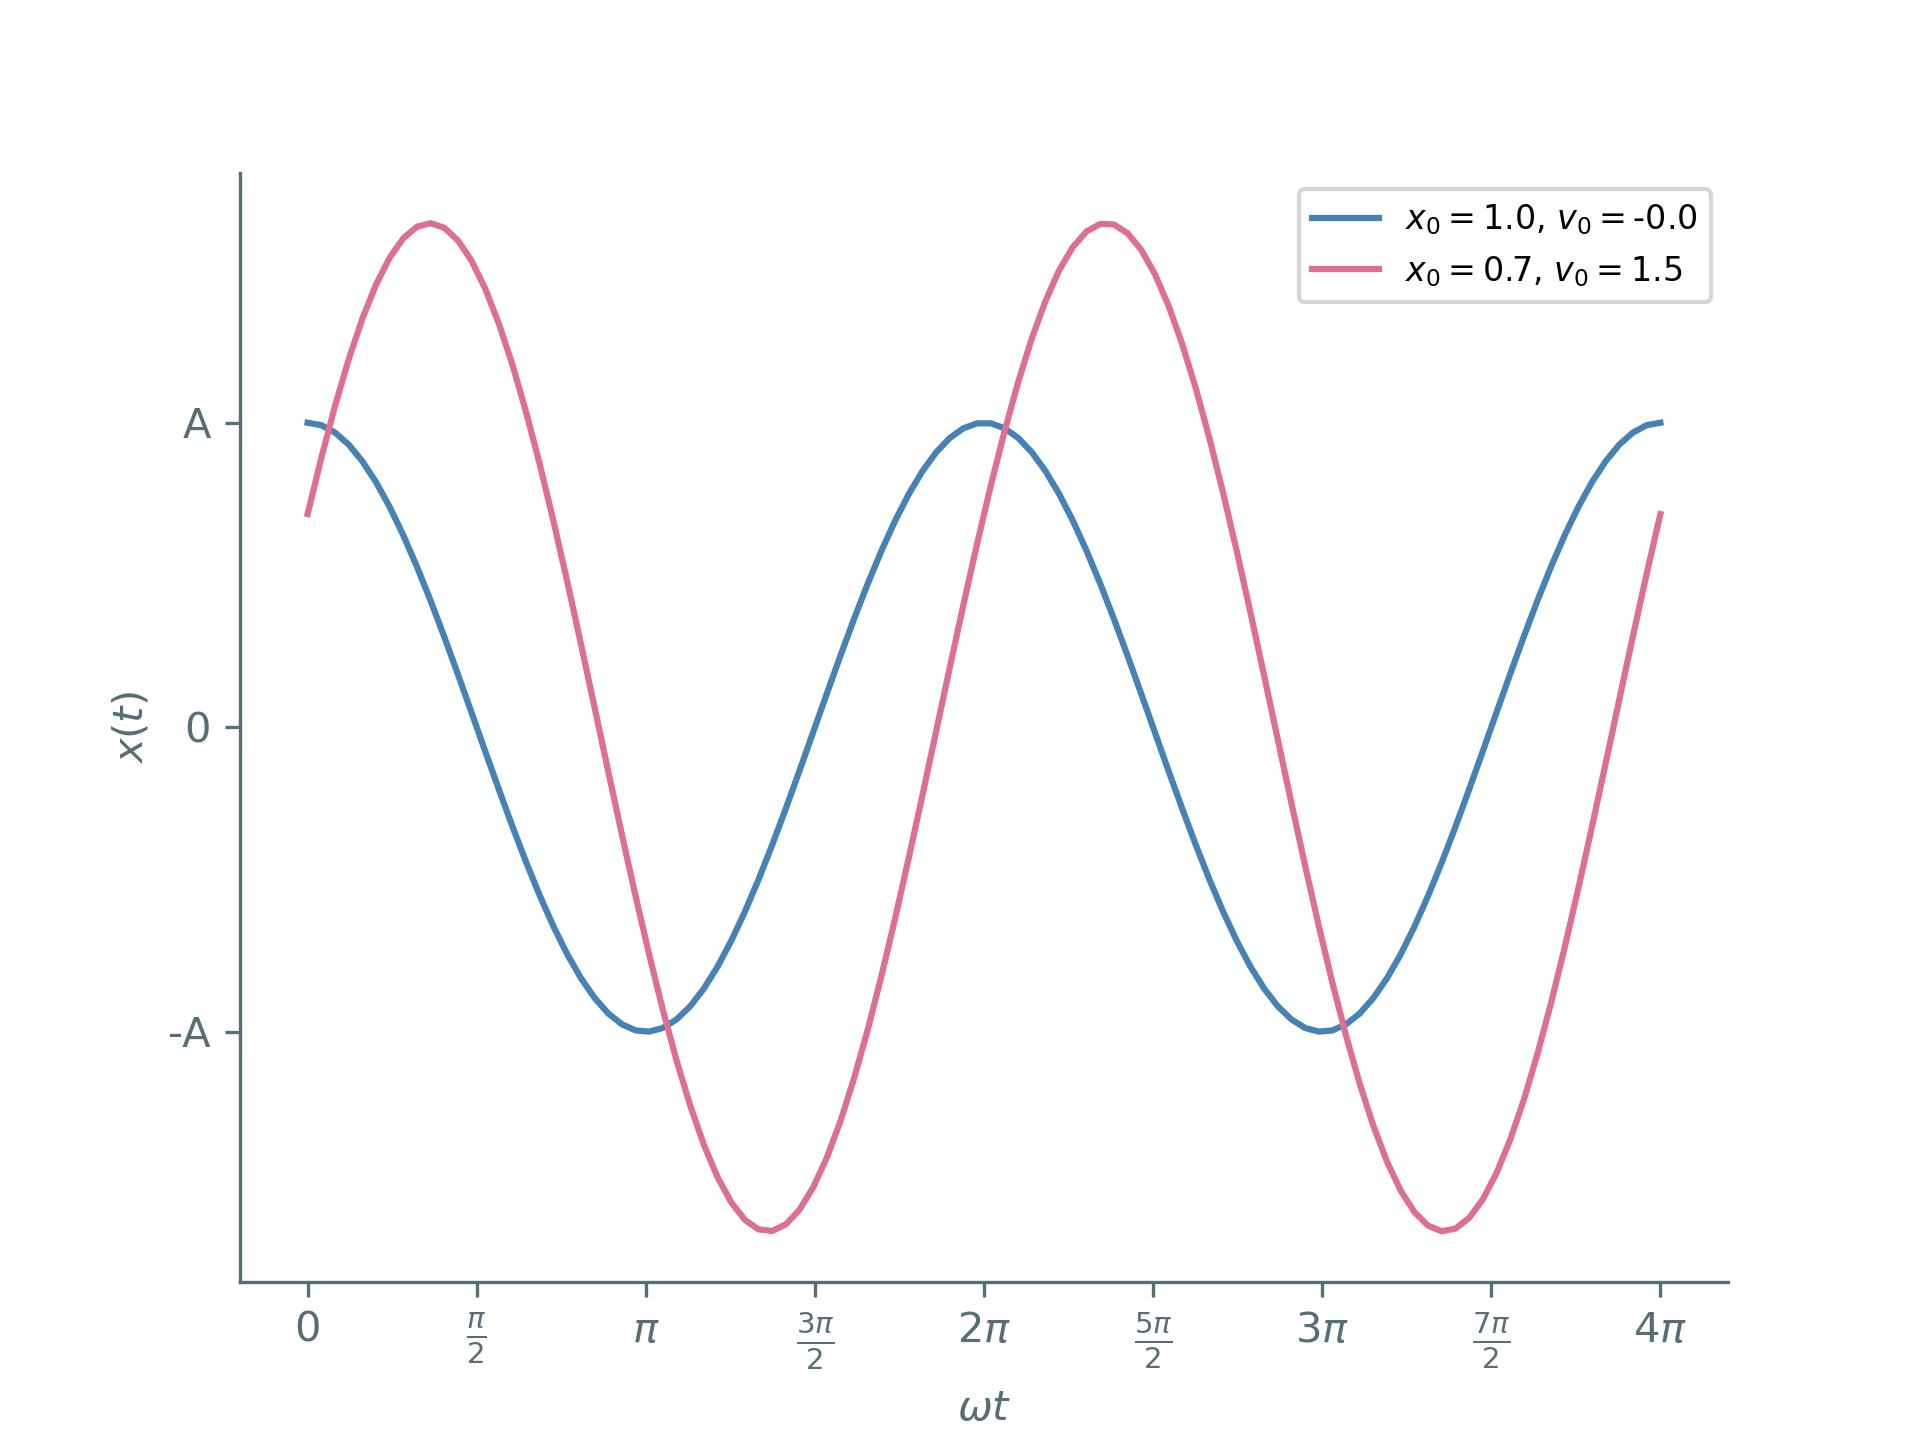 x₀ = 1.0, v₀ = -0.0
x₀ = 0.7, v₀ = 1.5
A
0
-A
x(t)
0 π/2 π 3π/2 2π 5π/2 3π 7π/2 4π
ωt